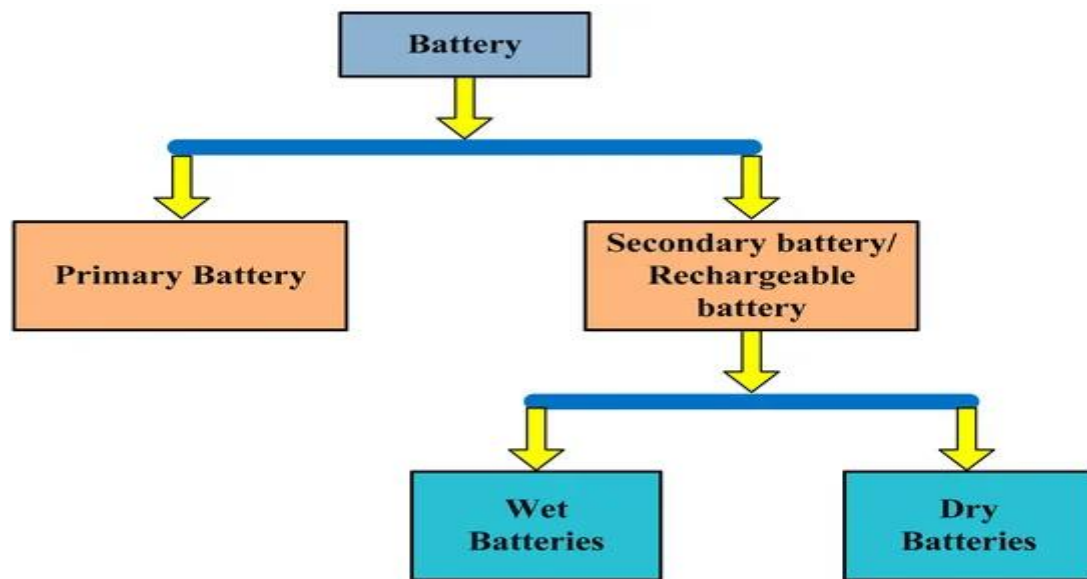 Battery
Primary Battery
Secondary battery/
Rechargeable
battery
Wet
Batteries
Dry
Batteries